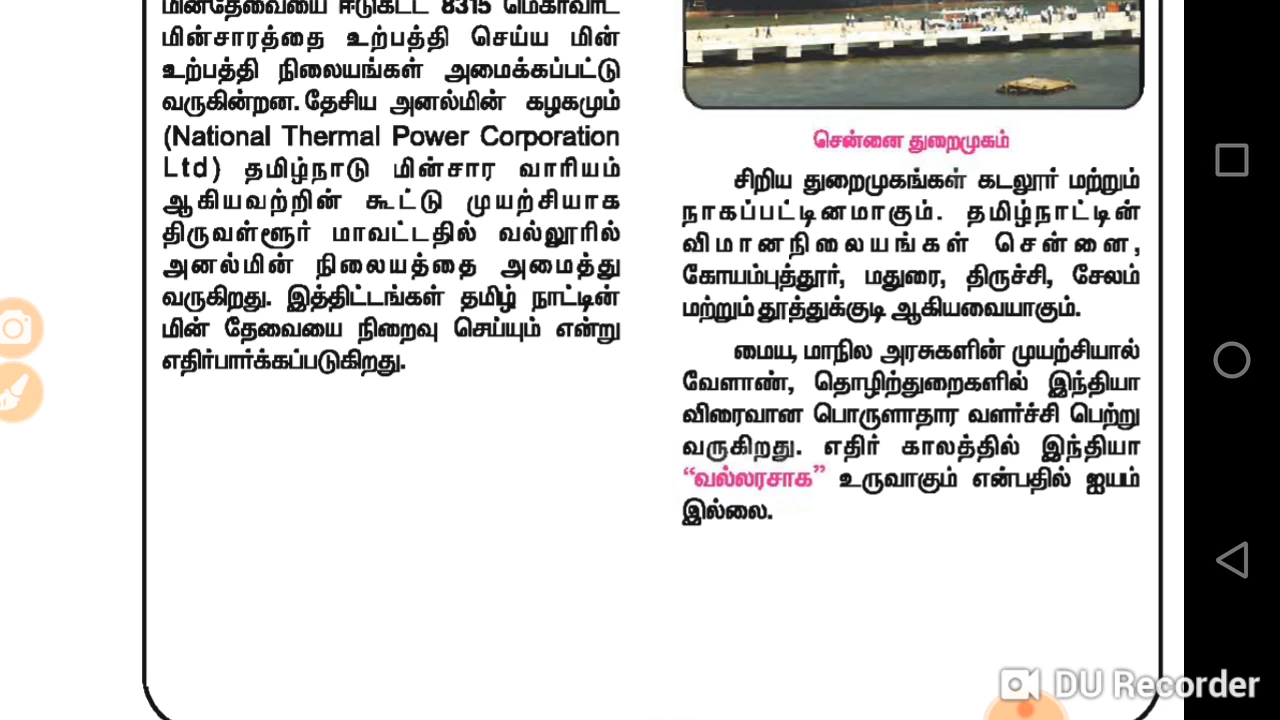 மின்தேவையை ஈடுகட்ட 8315 மெகாவாட்
மின்சாரத்தை உற்பத்தி செய்ய மின்
உற்பத்தி நிலையங்கள் அமைக்கப்பட்டு
வருகின்றன. தேசிய அனல்மின் கழகமும்
(National Thermal Power Corporation
Ltd) தமிழ்நாடு மின்சார வாரியம்
ஆகியவற்றின் கூட்டு முயற்சியாக
திருவள்ளூர் மாவட்டதில் வல்லூரில்
அனல்மின் நிலையத்தை அமைத்து
வருகிறது. இத்திட்டங்கள் தமிழ் நாட்டின்
மின் தேவையை நிறைவு செய்யும் என்று
எதிர்பார்க்கப்படுகிறது.
சென்னை துறைமுகம்
சிறிய துறைமுகங்கள் கடலூர் மற்றும்
நாகப்பட்டினமாகும். தமிழ்நாட்டின்
விமானநிலையங்கள் சென்னை,
கோயம்புத்தூர், மதுரை, திருச்சி, சேலம்
மற்றும் தூத்துக்குடி ஆகியவையாகும்.
மைய, மாநில அரசுகளின் முயற்சியால்
வேளாண், தொழிற்துறைகளில் இந்தியா
விரைவான பொருளாதார வளர்ச்சி பெற்று
வருகிறது. எதிர் காலத்தில் இந்தியா
“வல்லரசாக” உருவாகும் என்பதில் ஐயம்
இல்லை.
DU Recorder